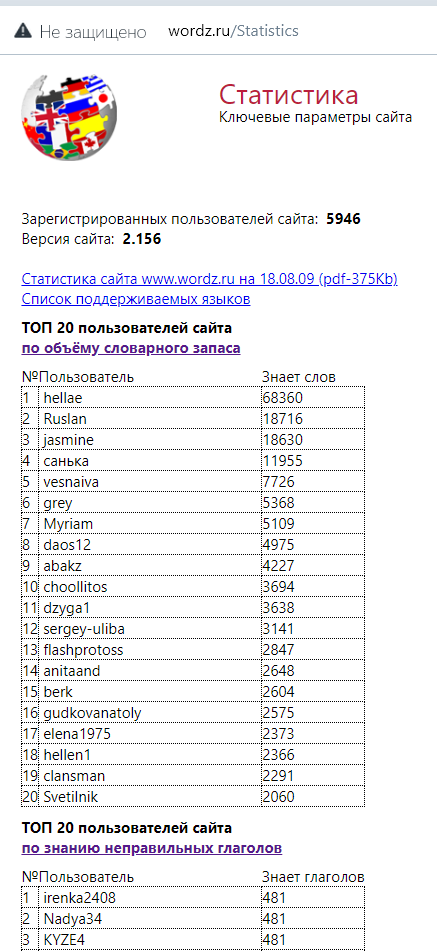 Не защищено wordz.ru/Statistics
Статистика
Ключевые параметры сайта
Зарегистрированных пользователей сайта: 5946
Версия сайта: 2.156
Статистика сайта www.wordz.ru на 18.08.09 (pdf-375Kb)
Список поддерживаемых языков
ТОП 20 пользователей сайта
по объёму словарного запаса
№Пользователь Знает слов
1 hellae 68360
2 Ruslan 18716
3 jasmine 18630
4 санька 11955
5 vesnaiva 7726
6 grey 5368
7 Myriam 5109
8 daos12 4975
9 abakz 4227
10 choollitos 3694
11 dzyga1 3638
12 sergey-uliba 3141
13 flashprotoss 2847
14 anitaand 2648
15 berk 2604
16 gudkovanatoly 2575
17 elena1975 2373
18 hellen1 2366
19 clansman 2291
20 Svetilnik 2060
ТОП 20 пользователей сайта
по знанию неправильных глаголов
№Пользователь Знает глаголов
1 irenka2408 481
2 Nadya34 481
3 KYZE4 481